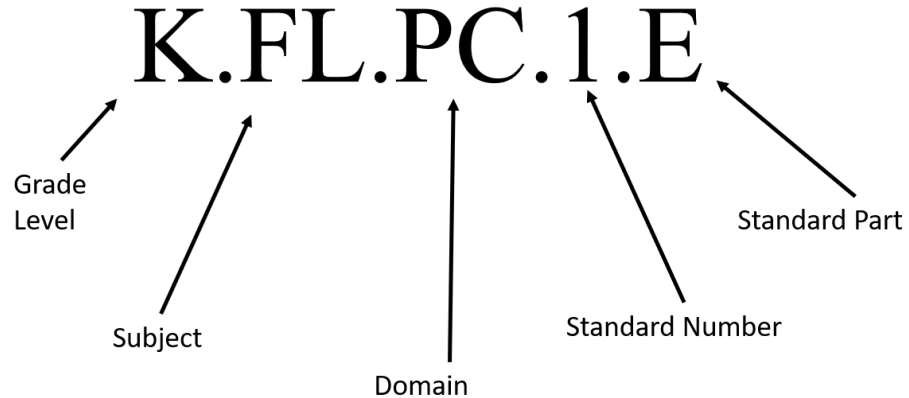 K.FL.PC.1.E
Grade
Level
Standard Part
Subject
Standard Number
Domain